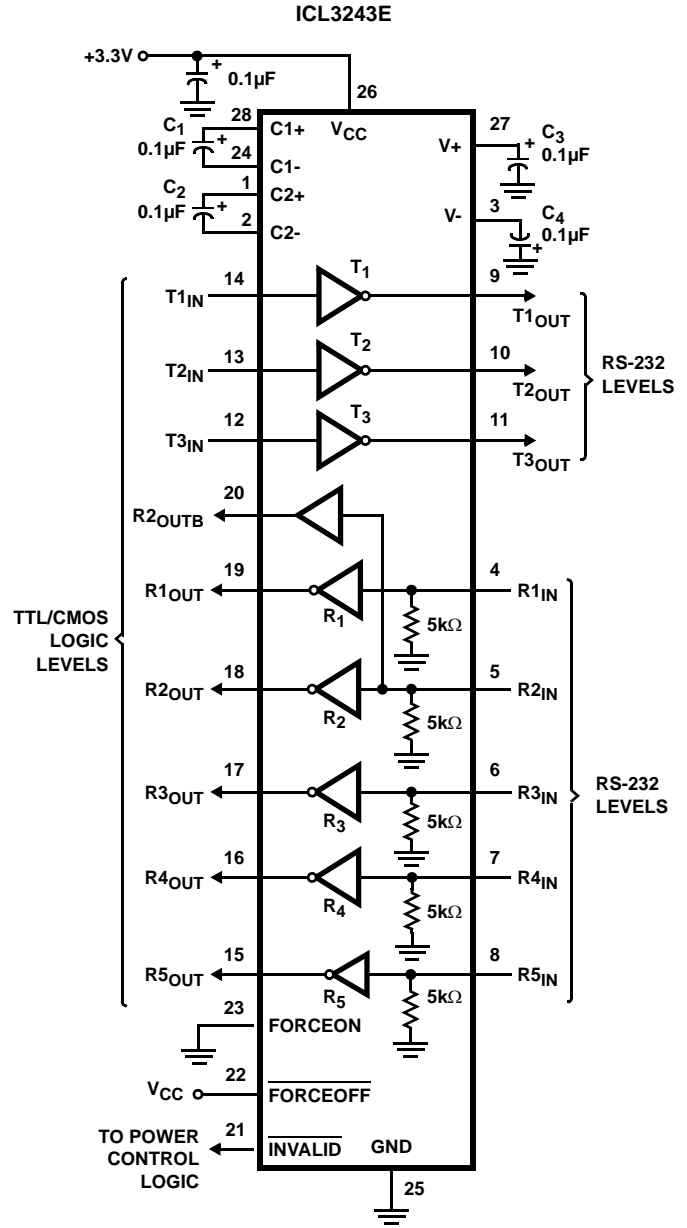 ICL3243E
+3.3V
+
0.1µF
26
28
C1+
VCC
27
C1
0.1µF
+
24
C1-
V+
+
C3
0.1µF
1
C2+
C2
0.1µF
+
2
C2-
3
V-
C4
0.1µF
+
T1IN
14
T1
9
T1OUT
T2IN
13
T2
10
T2OUT
RS-232
LEVELS
T3IN
12
T3
11
T3OUT
R2OUTB
20
R1OUT
19
R1
5kΩ
4
R1IN
TTL/CMOS
LOGIC
LEVELS
R2OUT
18
R2
5kΩ
5
R2IN
R3OUT
17
R3
5kΩ
6
R3IN
RS-232
LEVELS
R4OUT
16
R4
5kΩ
7
R4IN
R5OUT
15
R5
5kΩ
8
R5IN
23
FORCEON
VCC
22
FORCEOFF
TO POWER
CONTROL
LOGIC
21
INVALID
GND
25